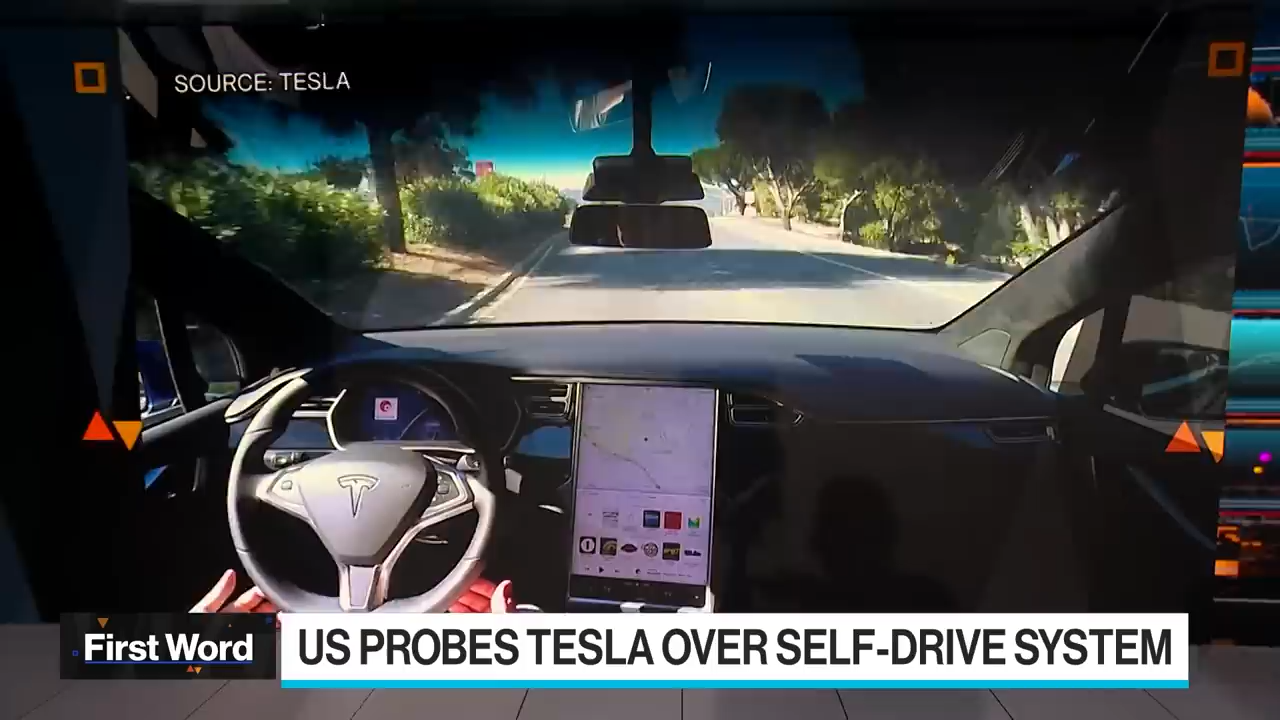 SOURCE: TESLA
First Word
US PROBES TESLA OVER SELF-DRIVE SYSTEM